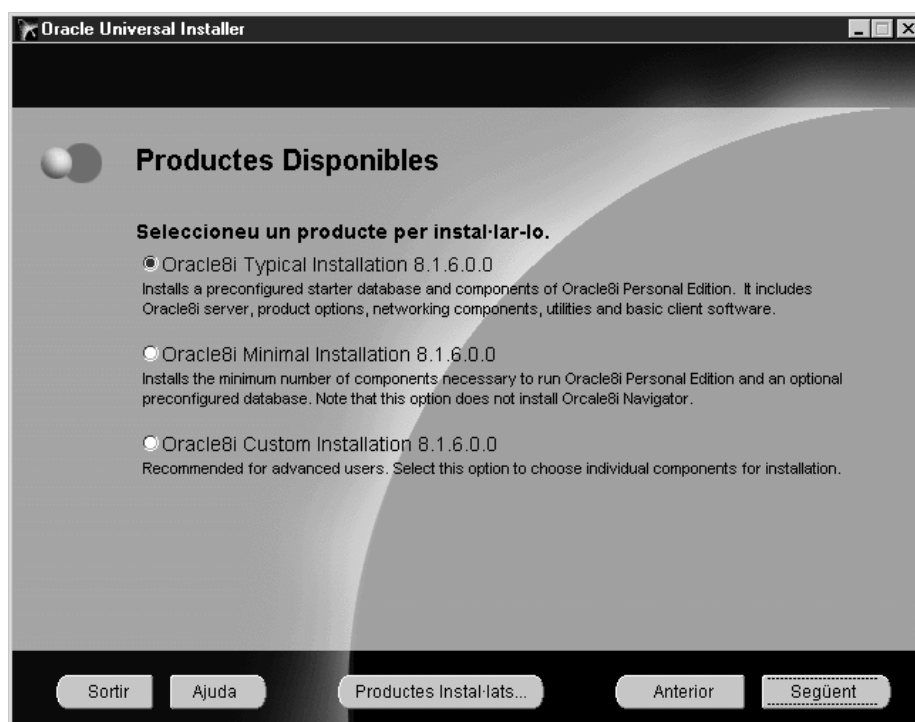 Oracle Universal Installer
Productes Disponibles
Seleccioneu un producte per instal·lar-lo.
Oracle8i Typical Installation 8.1.6.0.0
Installs a preconfigured starter database and components of Oracle8i Personal Edition. It includes
Oracle8i server, product options, networking components, utilities and basic client software.
Oracle8i Minimal Installation 8.1.6.0.0
Installs the minimum number of components necessary to run Oracle8i Personal Edition and an optional
preconfigured database. Note that this option does not install Orcale8i Navigator.
Oracle8i Custom Installation 8.1.6.0.0
Recommended for advanced users. Select this option to choose individual components for installation.
Sortir Ajuda Productes Instal·lats... Anterior Següent